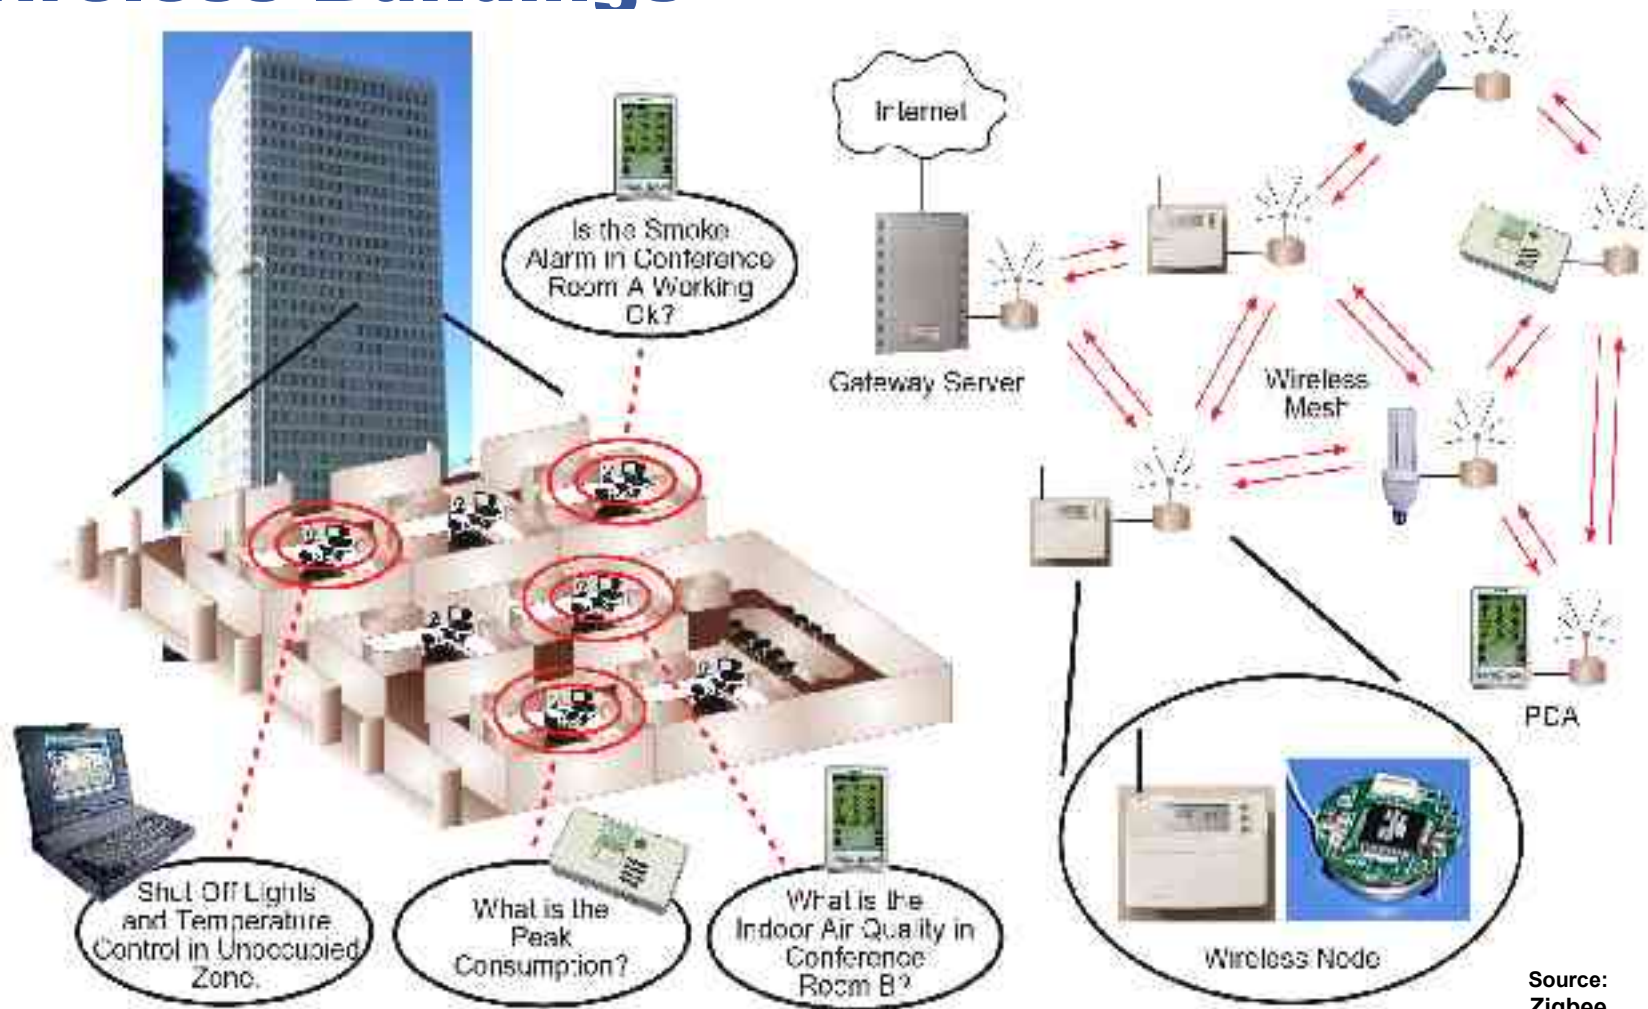 Wireless Buildings
Internet
Is the Smoke
Alarm in Conference
Room A Working
Ok?
Gateway Server
Wireless
Mesh
PDA
Shut Off Lights
and Temperature
Control in Unoccupied
Zone.
What is the
Peak
Consumption?
What is the
Indoor Air Quality in
Conference
Room B?
Wireless Node
Source:
Zigbee